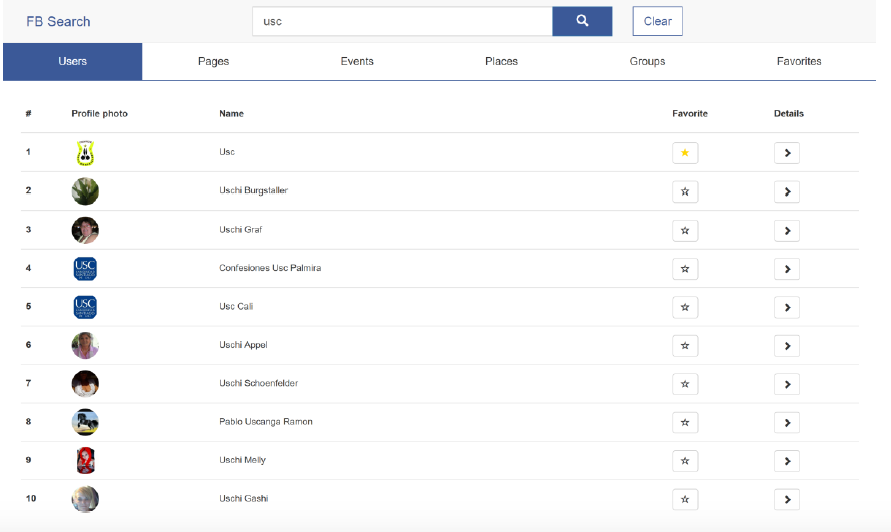 FB Search usc Clear
Users Pages Events Places Groups Favorites
# Profile photo Name Favorite Details
1 Usc
2 Uschi Burgstaller
3 Uschi Graf
4 USC Confesiones Usc Palmira
5 USC Usc Cali
6 Uschi Appel
7 Uschi Schoenfelder
8 Pablo Uscanga Ramon
9 Uschi Melly
10 Uschi Gashi